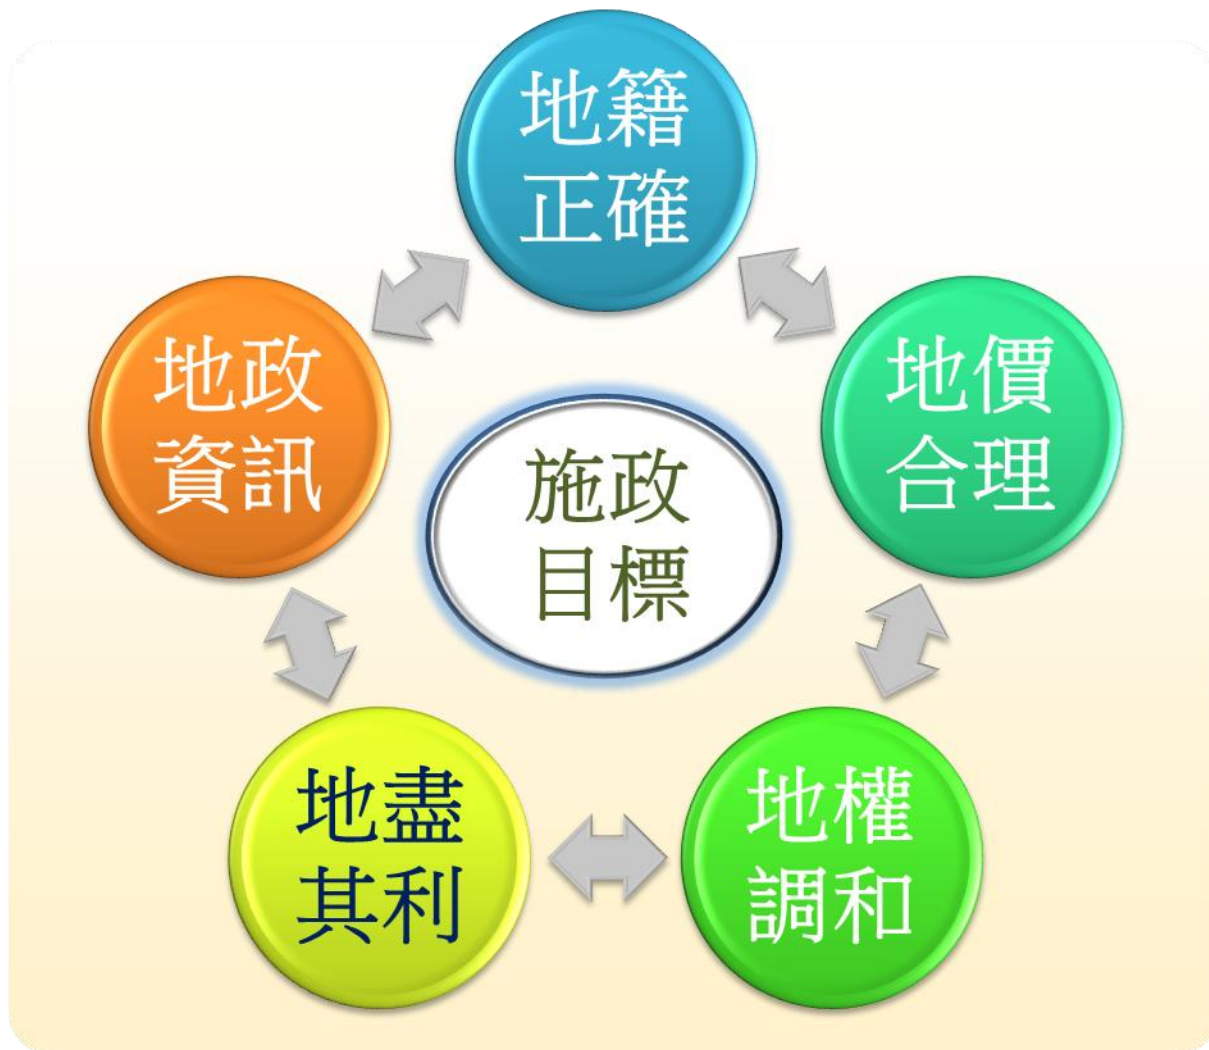 地籍
正確
地政
資訊
地價
合理
施政
目標
地盡
其利
地權
調和